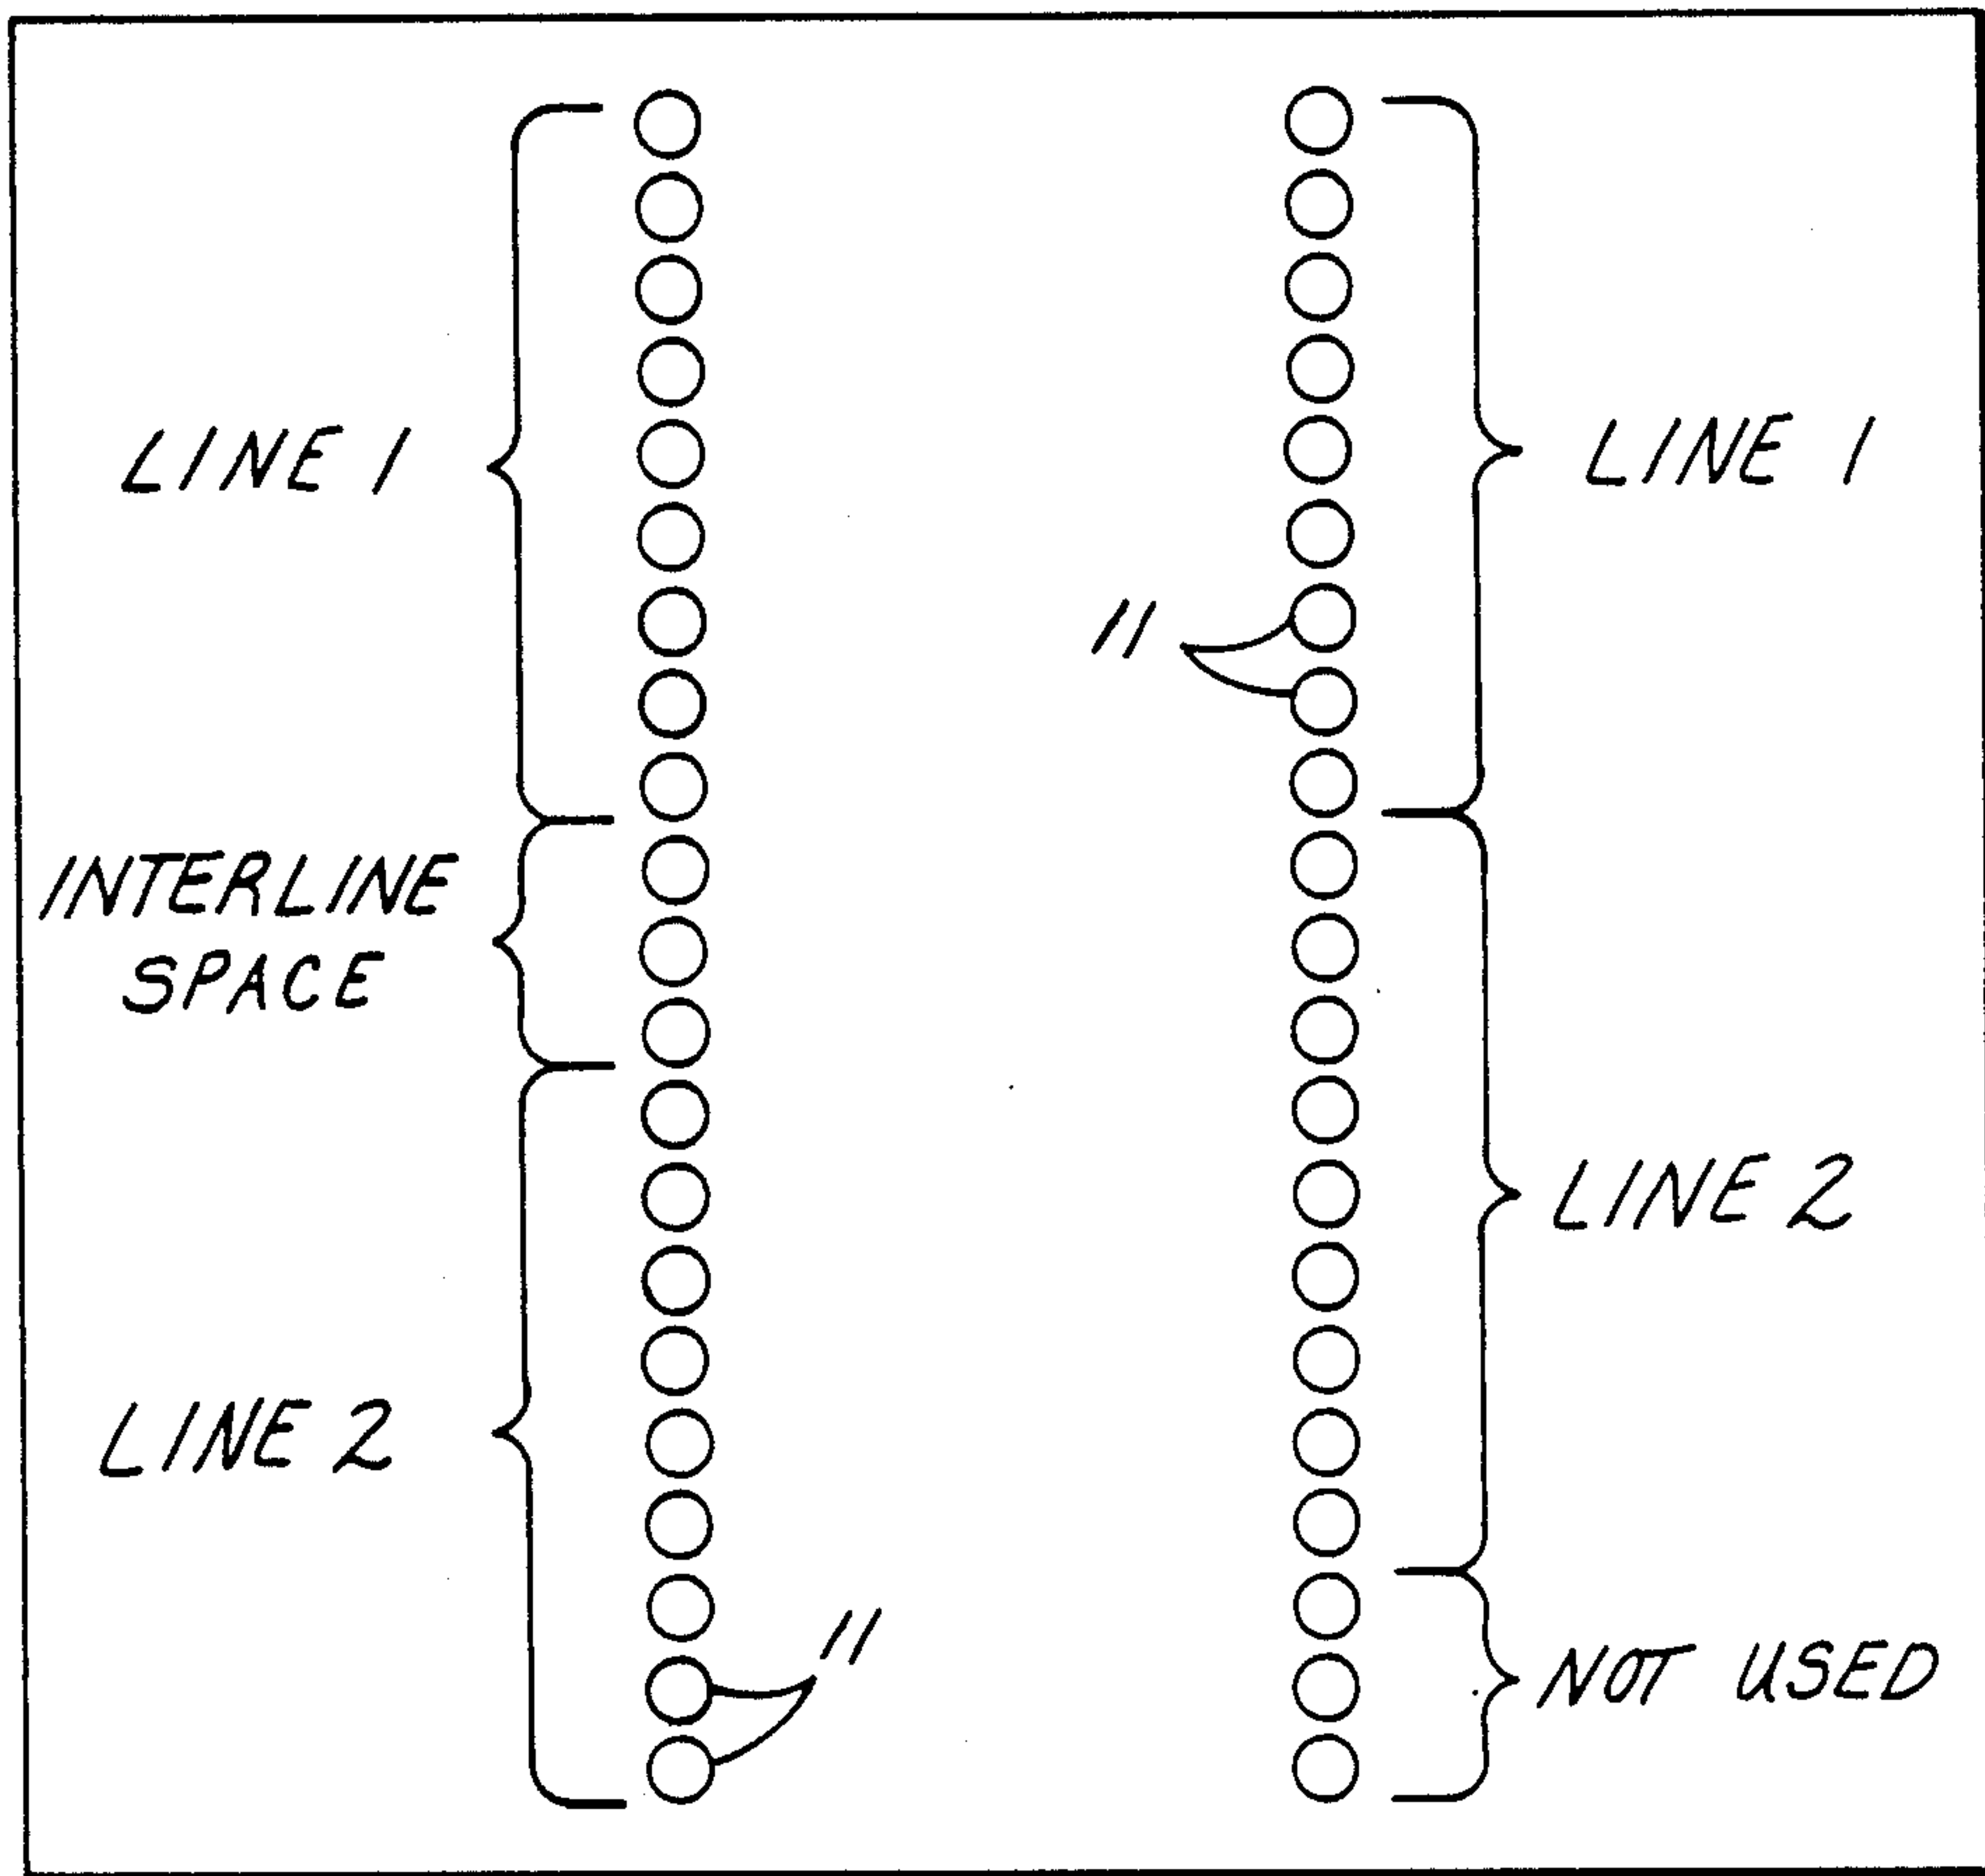 LINE 1
LINE 1
11
INTERLINE
SPACE
LINE 2
LINE 2
11
NOT USED